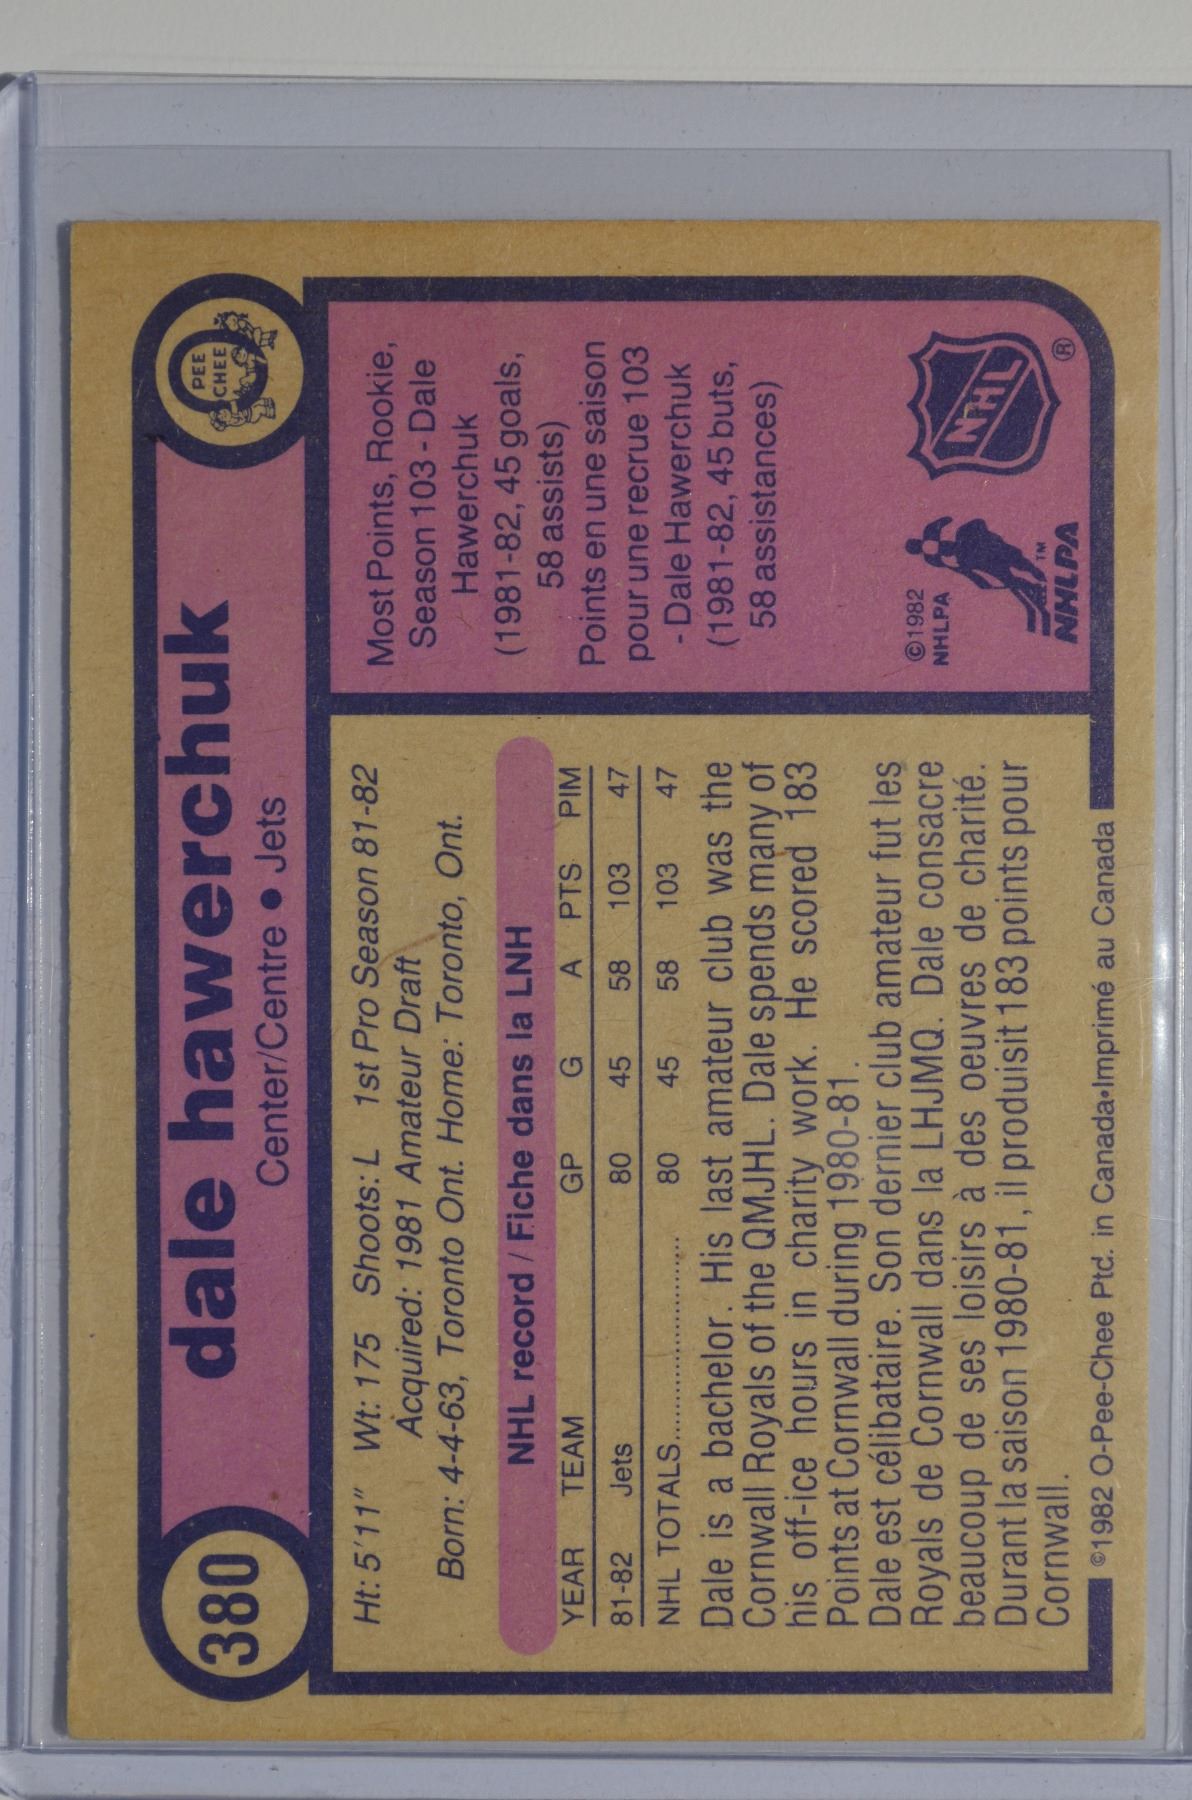 380
dale hawerchuk
Center/Centre • Jets
PEE
CHEE
Ht: 5'11" Wt: 175 Shoots: L 1st Pro Season 81-82
Acquired: 1981 Amateur Draft
Born: 4-4-63, Toronto Ont. Home: Toronto, Ont.
NHL record / Fiche dans la LNH
YEAR TEAM GP G A PTS PIM
81-82 Jets 80 45 58 103 47
NHL TOTALS.................... 80 45 58 103 47
Dale is a bachelor. His last amateur club was the
Cornwall Royals of the QMJHL. Dale spends many of
his off-ice hours in charity work. He scored 183
Points at Cornwall during 1980-81.
Dale est célibataire. Son dernier club amateur fut les
Royals de Cornwall dans la LHJMQ. Dale consacre
beaucoup de ses loisirs à des oeuvres de charité.
Durant la saison 1980-81, il produisit 183 points pour
Cornwall.
Most Points, Rookie,
Season 103 - Dale
Hawerchuk
(1981-82, 45 goals,
58 assists)
Points en une saison
pour une recrue 103
- Dale Hawerchuk
(1981-82, 45 buts,
58 assistances)
©1982
NHLPA
TM
NHLPA
NHL
®
©1982 O-Pee-Chee Ptd. in Canada•Imprimé au Canada